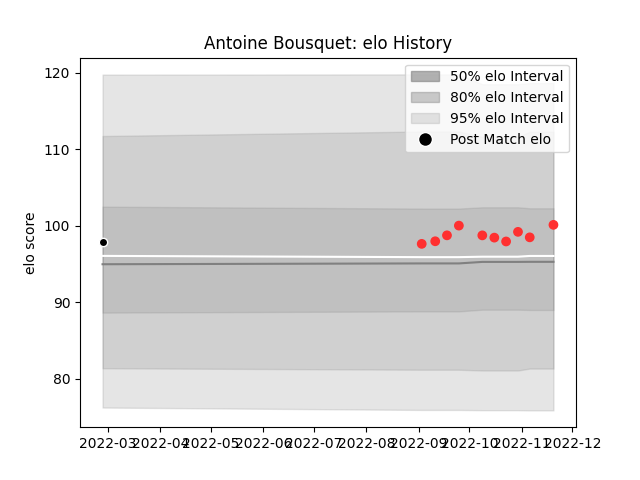 Antoine Bousquet: elo History
50% elo Interval
80% elo Interval
95% elo Interval
Post Match elo
elo score
120
110
100
90
80
2022-03 2022-04 2022-05 2022-06 2022-07 2022-08 2022-09 2022-10 2022-11 2022-12